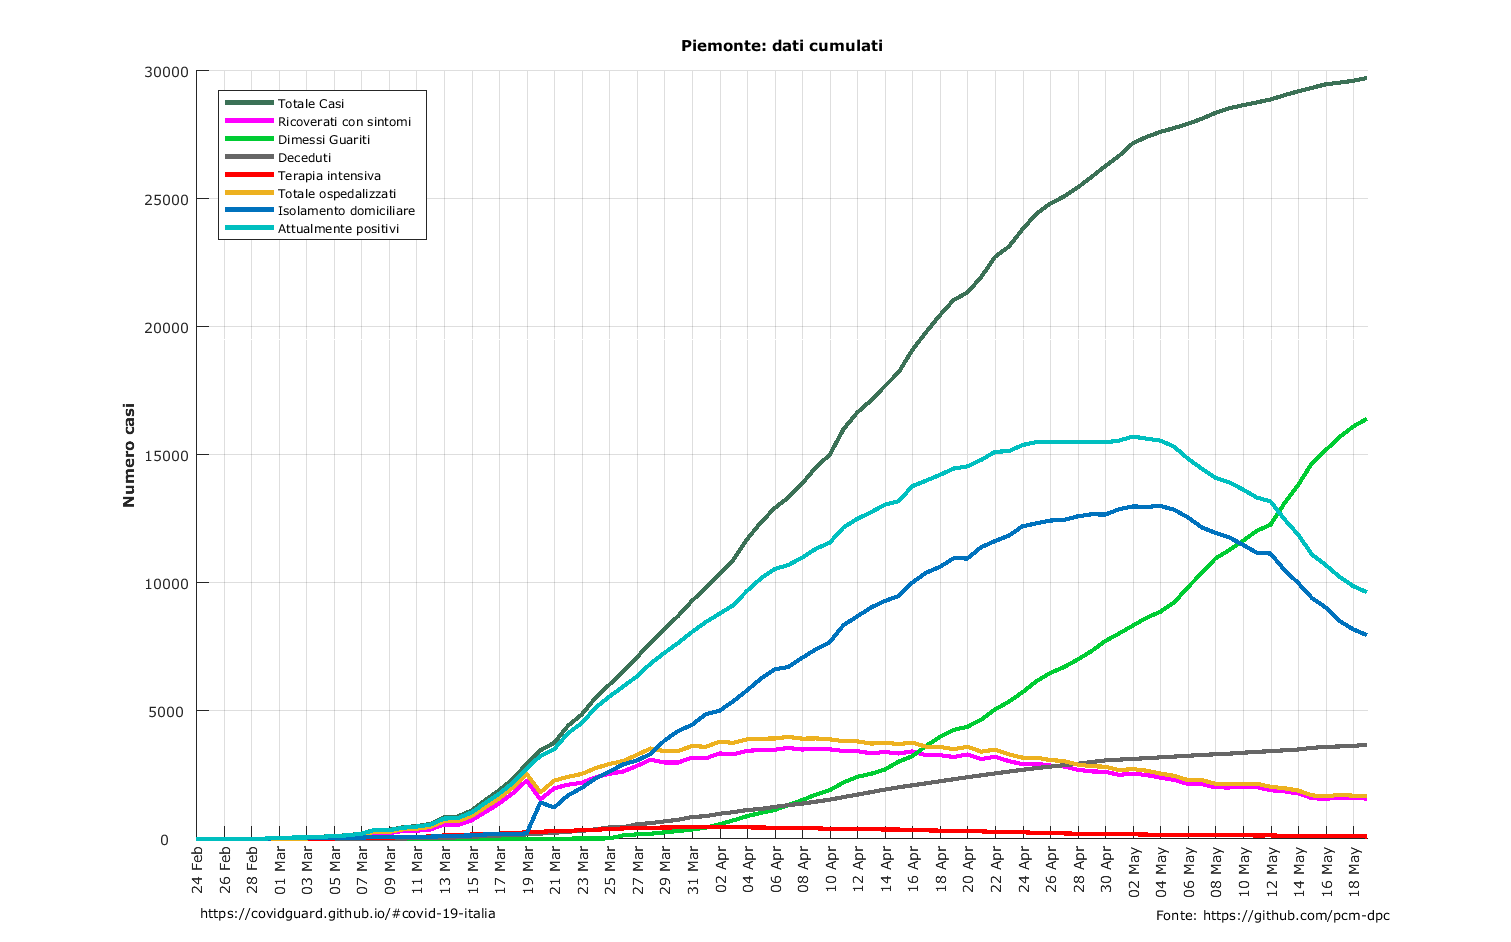 Piemonte: dati cumulati
30000
25000
20000
15000
10000
5000
0
Numero casi
Totale Casi
Ricoverati con sintomi
Dimessi Guariti
Deceduti
Terapia intensiva
Totale ospedalizzati
Isolamento domiciliare
Attualmente positivi
24 Feb
26 Feb
28 Feb
01 Mar
03 Mar
05 Mar
07 Mar
09 Mar
11 Mar
13 Mar
15 Mar
17 Mar
19 Mar
21 Mar
23 Mar
25 Mar
27 Mar
29 Mar
31 Mar
02 Apr
04 Apr
06 Apr
08 Apr
10 Apr
12 Apr
14 Apr
16 Apr
18 Apr
20 Apr
22 Apr
24 Apr
26 Apr
28 Apr
30 Apr
02 May
04 May
06 May
08 May
10 May
12 May
14 May
16 May
18 May
https://covidguard.github.io/#covid-19-italia
Fonte: https://github.com/pcm-dpc